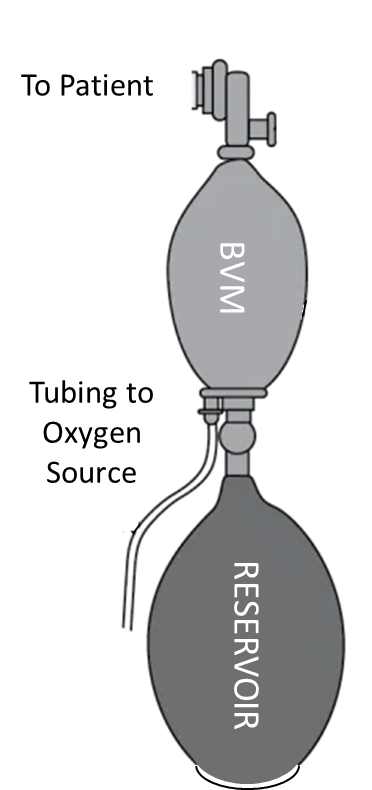 To Patient
BVM
Tubing to
Oxygen
Source
RESERVOIR